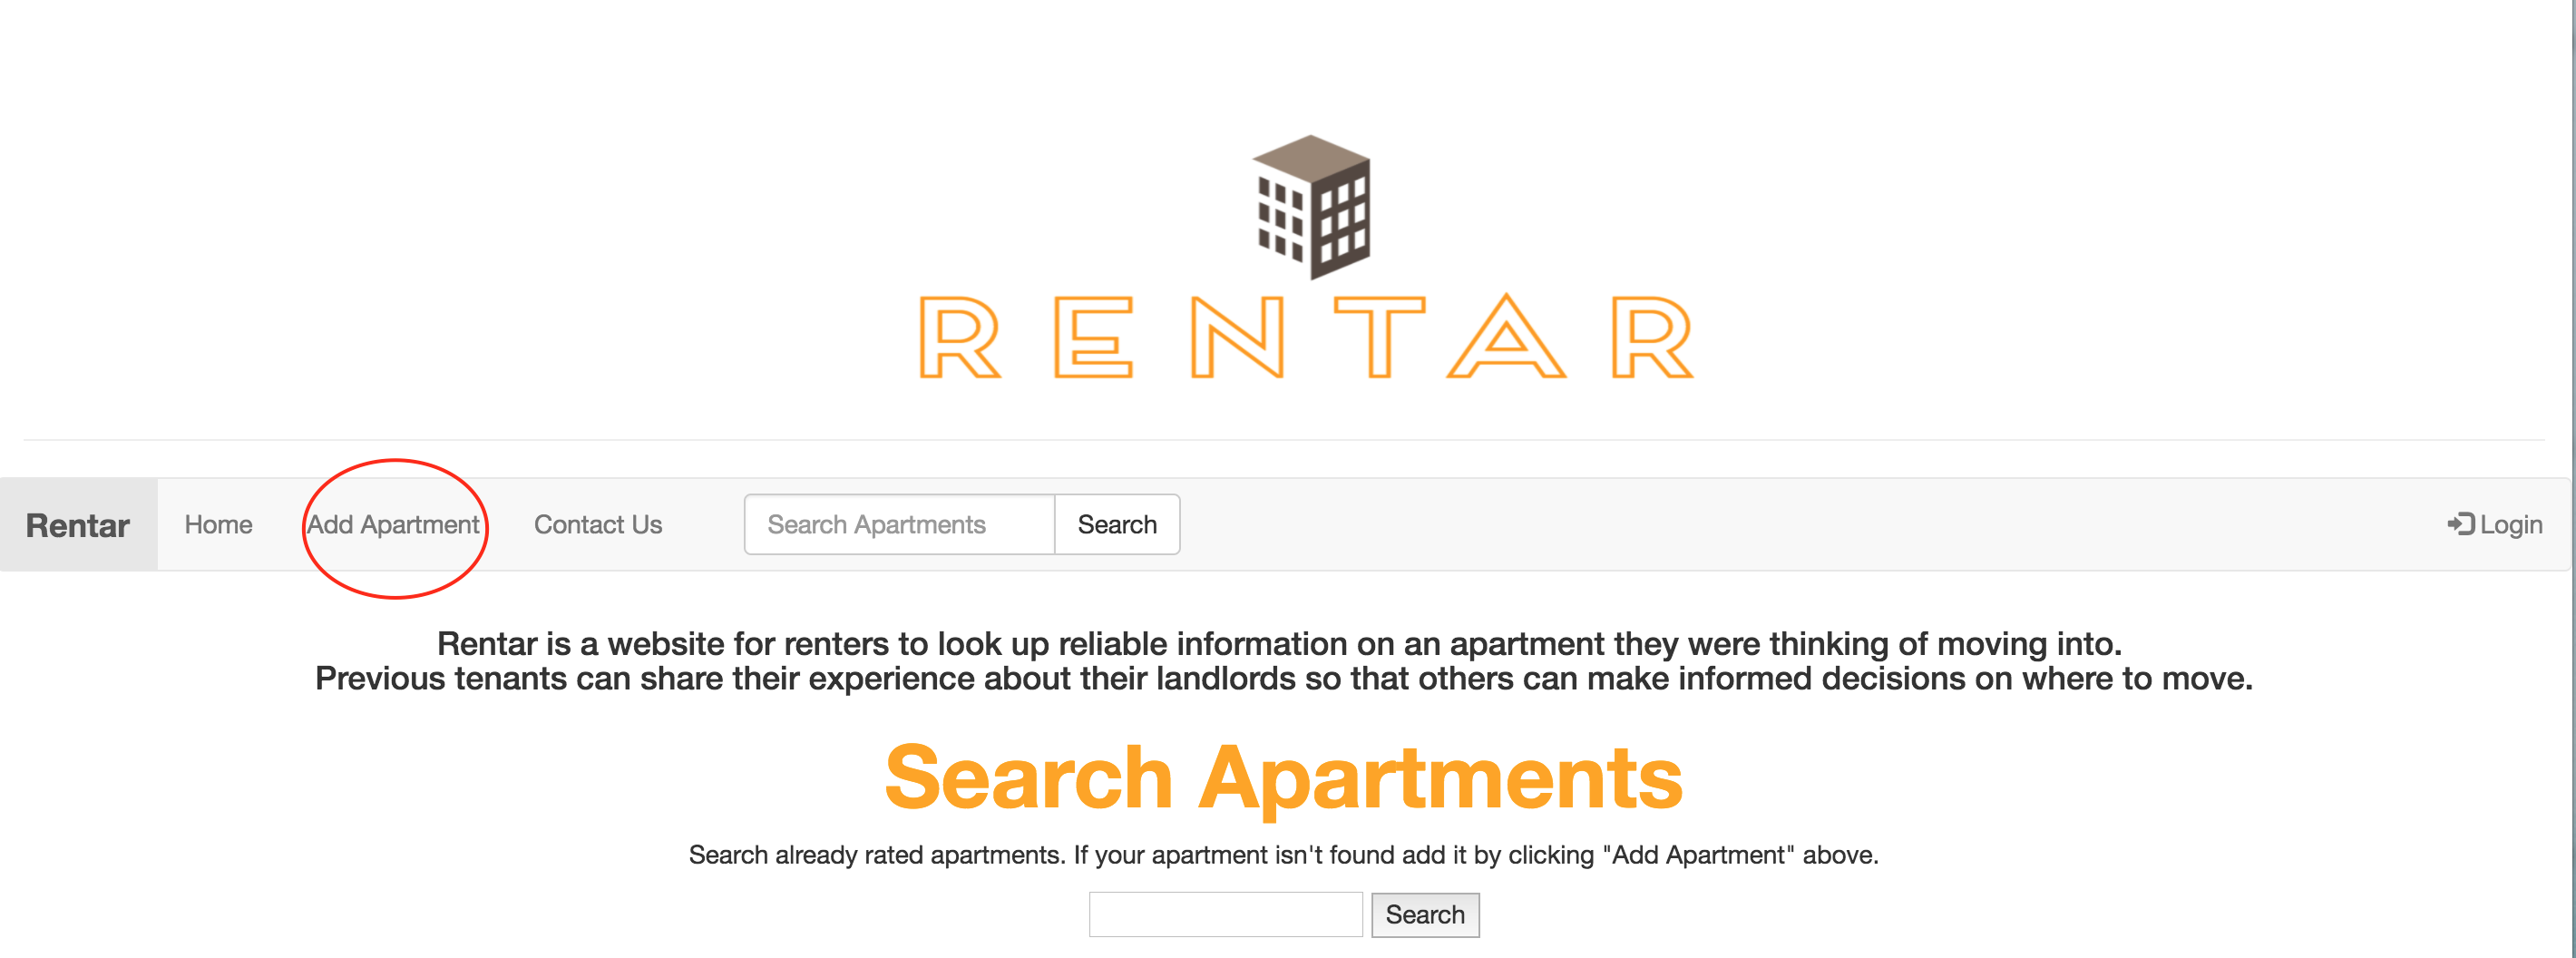 RENTAR
Rentar Home Add Apartment Contact Us Search Apartments Search Login
Rentar is a website for renters to look up reliable information on an apartment they were thinking of moving into.
Previous tenants can share their experience about their landlords so that others can make informed decisions on where to move.
Search Apartments
Search already rated apartments. If your apartment isn't found add it by clicking "Add Apartment" above.
Search